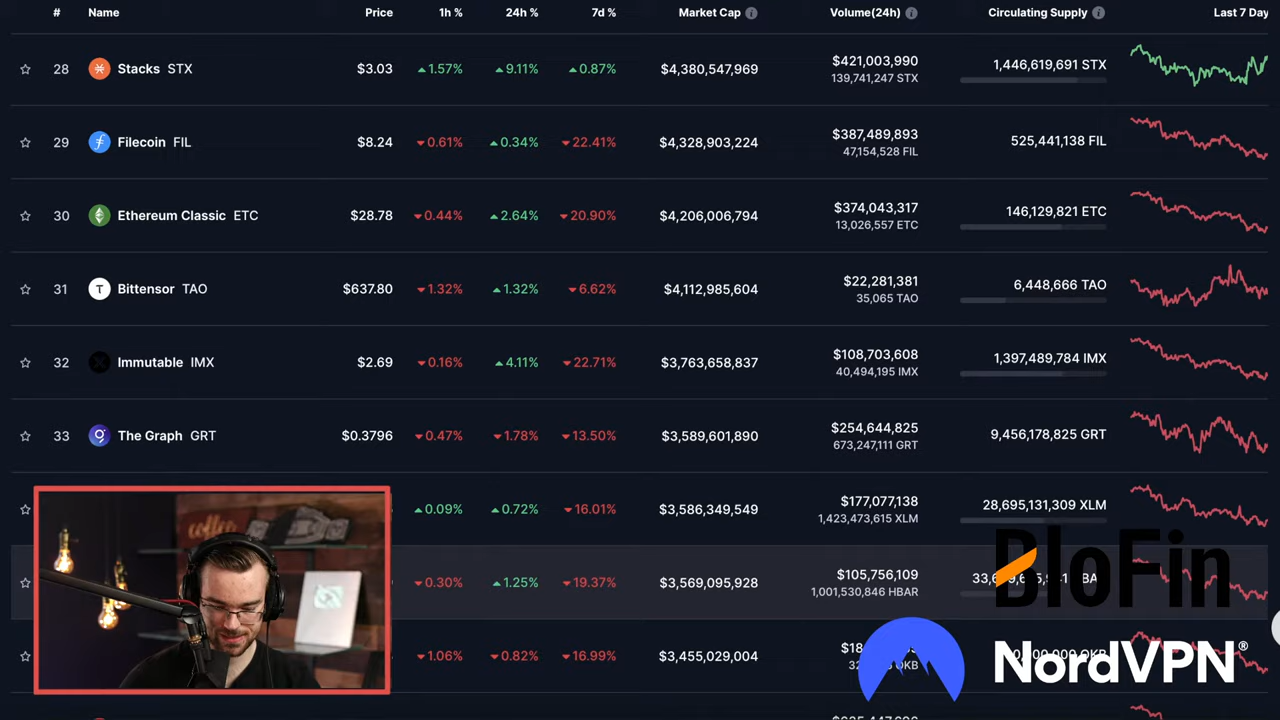 # Name Price 1h % 24h % 7d % Market Cap Volume(24h) Circulating Supply Last 7 Day
28 Stacks STX $3.03 1.57% 9.11% 0.87% $4,380,547,969 $421,003,990 1,446,619,691 STX
139,741,247 STX
29 Filecoin FIL $8.24 0.61% 0.34% 22.41% $4,328,903,224 $387,489,893 525,441,138 FIL
47,154,528 FIL
30 Ethereum Classic ETC $28.78 0.44% 2.64% 20.90% $4,206,006,794 $374,043,317 146,129,821 ETC
13,026,557 ETC
31 Bittensor TAO $637.80 1.32% 1.32% 6.62% $4,112,985,604 $22,281,381 6,448,666 TAO
35,065 TAO
32 Immutable IMX $2.69 0.16% 4.11% 22.71% $3,763,658,837 $108,703,608 1,397,489,784 IMX
40,494,195 IMX
33 The Graph GRT $0.3796 0.47% 1.78% 13.50% $3,589,601,890 $254,644,825 9,456,178,825 GRT
673,247,111 GRT
0.09% 0.72% 16.01% $3,586,349,549 $177,077,138 28,695,131,309 XLM
1,423,473,615 XLM
coffee
0.30% 1.25% 19.37% $3,569,095,928 $105,756,109
1,001,530,846 HBAR
BloFin
1.06% 0.82% 16.99% $3,455,029,004
OKB
NordVPN®